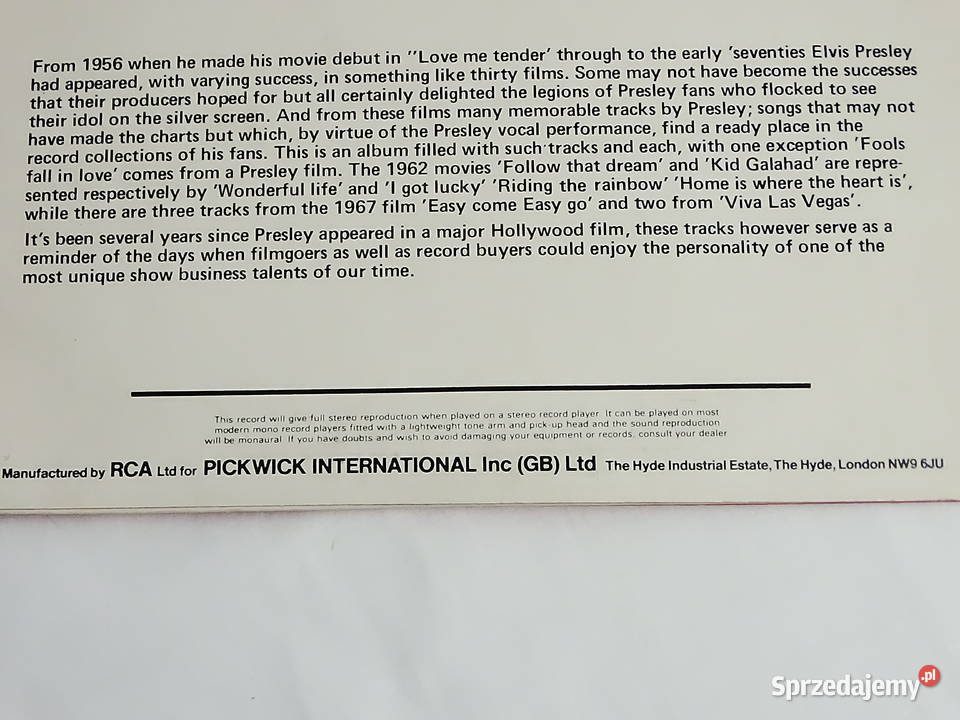 From 1956 when he made his movie debut in "Love me tender' through to the early 'seventies Elvis Presley
had appeared, with varying success, in something like thirty films. Some may not have become the successes
that their producers hoped for but all certainly delighted the legions of Presley fans who flocked to see
their idol on the silver screen. And from these films many memorable tracks by Presley; songs that may not
have made the charts but which, by virtue of the Presley vocal performance, find a ready place in the
record collections of his fans. This is an album filled with such tracks and each, with one exception 'Fools
fall in love' comes from a Presley film. The 1962 movies 'Follow that dream' and 'Kid Galahad' are repre-
sented respectively by 'Wonderful life' and 'I got lucky' 'Riding the rainbow' 'Home is where the heart is',
while there are three tracks from the 1967 film 'Easy come Easy go' and two from 'Viva Las Vegas'.
It's been several years since Presley appeared in a major Hollywood film, these tracks however serve as a
reminder of the days when filmgoers as well as record buyers could enjoy the personality of one of the
most unique show business talents of our time.
This record will give full stereo reproduction when played on a stereo record player. It can be played on most
modern mono record players fitted with a lightweight tone arm and pick-up head and the sound reproduction
will be monaural. If you have doubts and wish to avoid damaging your equipment or records, consult your dealer
Manufactured by RCA Ltd for PICKWICK INTERNATIONAL Inc (GB) Ltd The Hyde Industrial Estate, The Hyde, London NW9 6JU
Sprzedajemy.pl